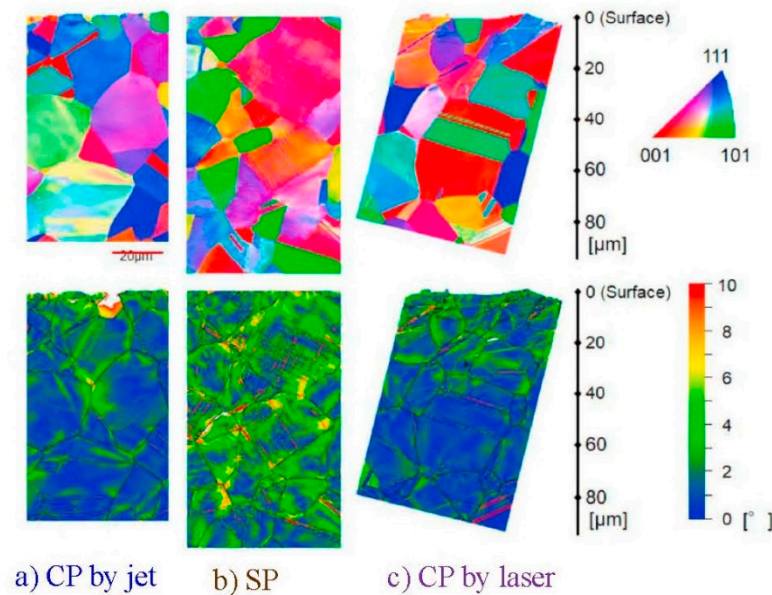 0 (Surface)
20
40
60
80
[μm]
111
001
101
20μm
0 (Surface)
20
40
60
80
[μm]
10
8
6
4
2
0
[°]
a) CP by jet
b) SP
c) CP by laser